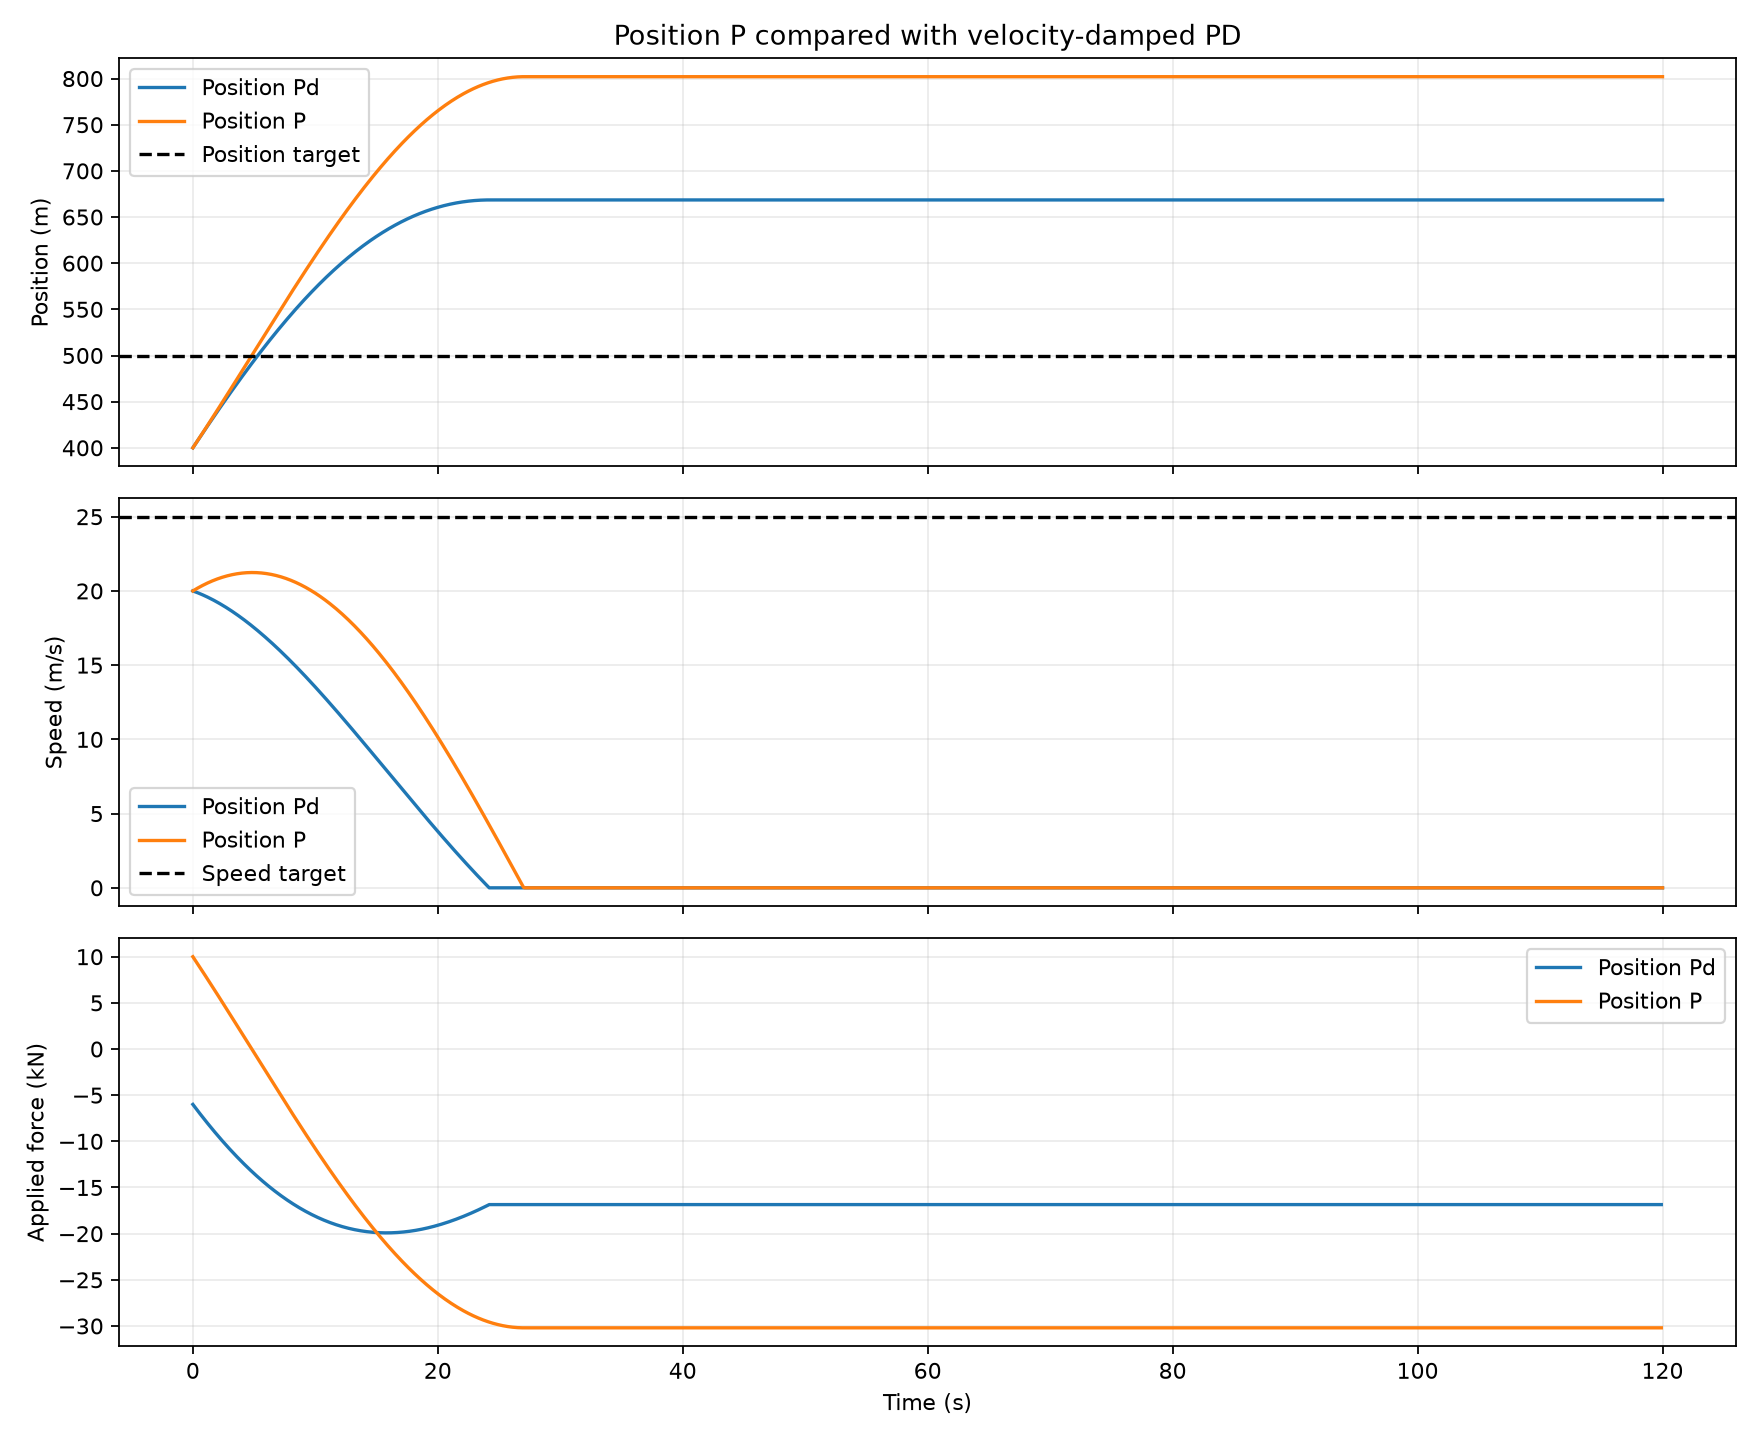 Position P compared with velocity-damped PD
Position Pd
Position P
Position target
Position (m)
800
750
700
650
600
550
500
450
400
25
20
15
10
5
0
Speed (m/s)
Position Pd
Position P
Speed target
10
5
0
−5
−10
−15
−20
−25
−30
Applied force (kN)
Position Pd
Position P
0 20 40 60 80 100 120
Time (s)